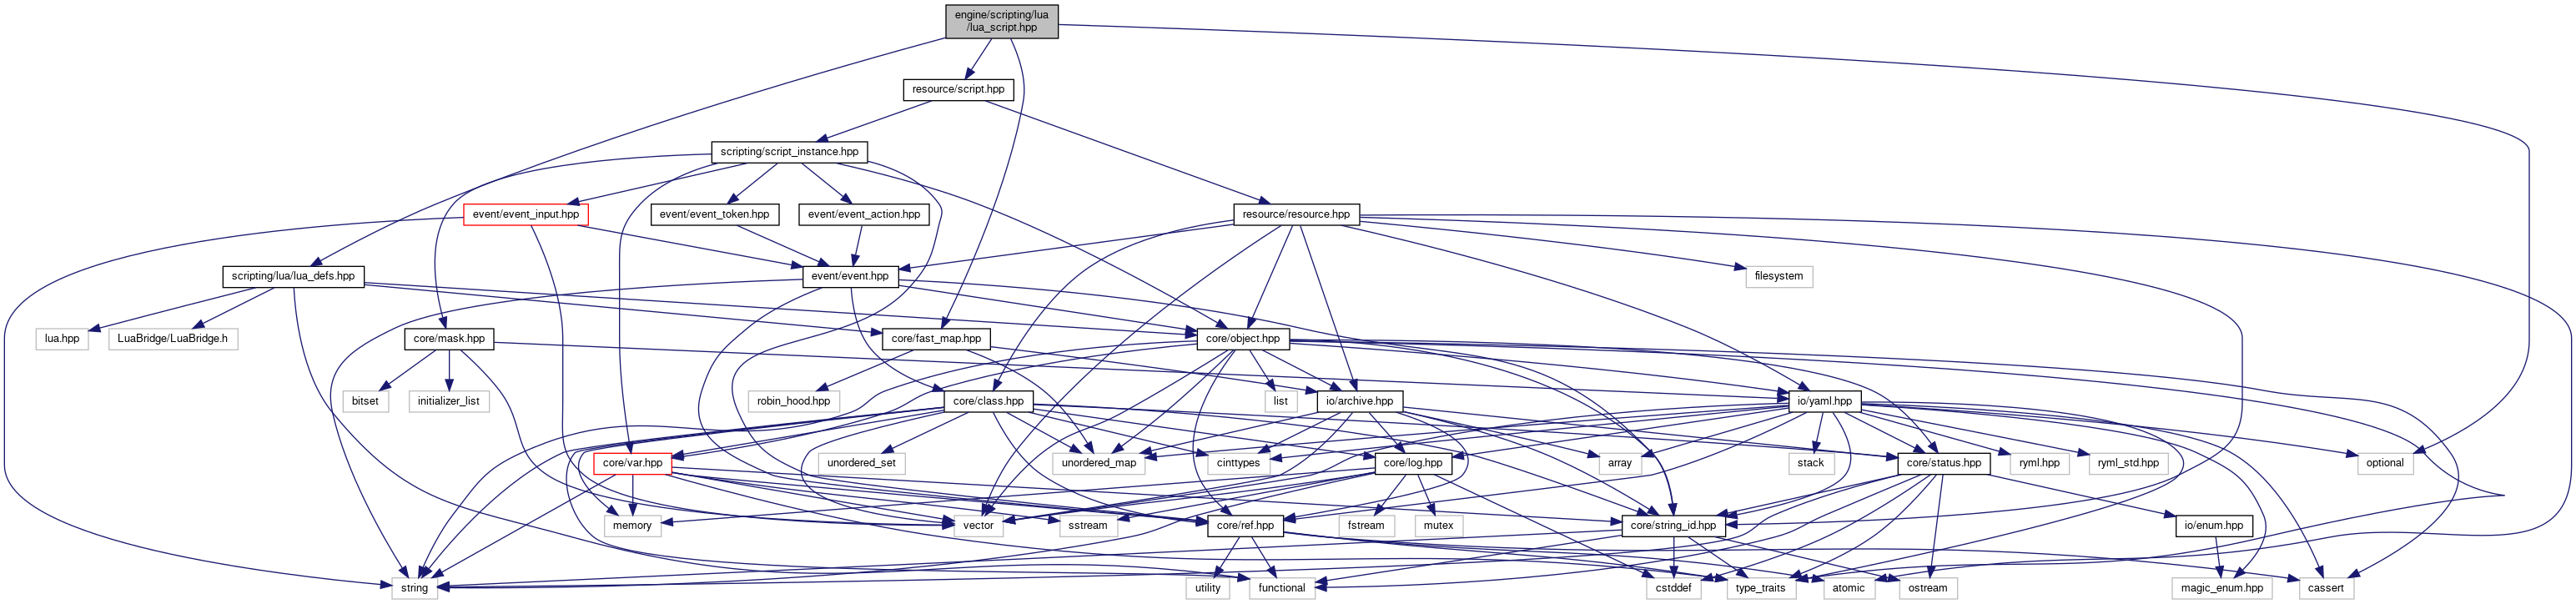 engine/scripting/lua
/lua_script.hpp
resource/script.hpp
scripting/script_instance.hpp
event/event_input.hpp
event/event_token.hpp
event/event_action.hpp
resource/resource.hpp
scripting/lua/lua_defs.hpp
event/event.hpp
filesystem
lua.hpp
LuaBridge/LuaBridge.h
core/mask.hpp
core/fast_map.hpp
core/object.hpp
bitset
initializer_list
robin_hood.hpp
core/class.hpp
list
io/archive.hpp
io/yaml.hpp
core/var.hpp
unordered_set
unordered_map
cinttypes
core/log.hpp
array
stack
core/status.hpp
ryml.hpp
ryml_std.hpp
optional
memory
vector
sstream
core/ref.hpp
fstream
mutex
core/string_id.hpp
io/enum.hpp
string
utility
functional
cstddef
type_traits
atomic
ostream
magic_enum.hpp
cassert